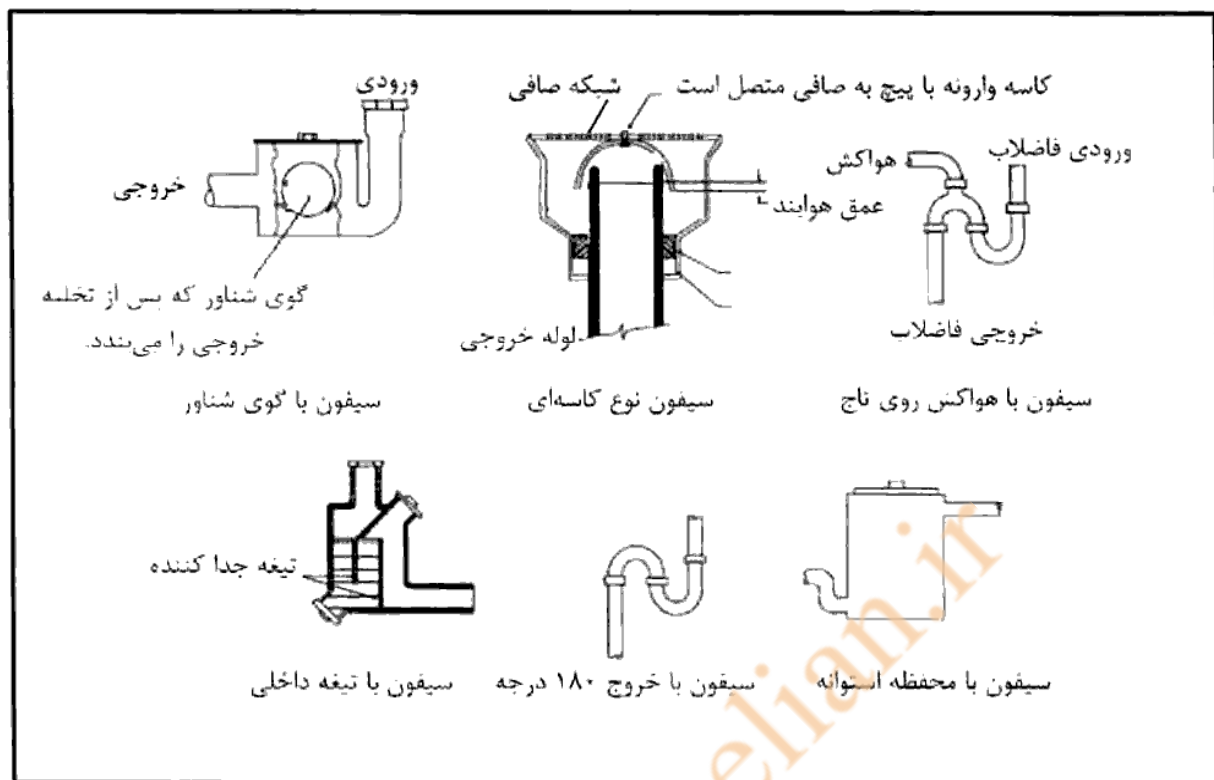 کاسه وارونه با پیچ به صافی متصل است
شبکه صافی
ورودی
ورودی فاضلاب
هواکش
خروجی
عمق هوابند
گوی شناور که پس از تخلیه
خروجی را می‌بندد.
لوله خروجی
خروجی فاضلاب
سیفون با هواکش روی تاج
سیفون نوع کاسه‌ای
سیفون با گوی شناور
تیغه جدا کننده
سیفون با محفظه استوانه
سیفون با خروج ۱۸۰ درجه
سیفون با تیغه داخلی
elian.ir